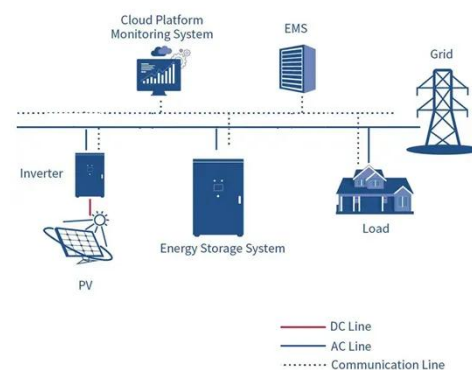 Cloud Platform
Monitoring System
EMS
Grid
Inverter
Energy Storage System
Load
PV
DC Line
AC Line
Communication Line